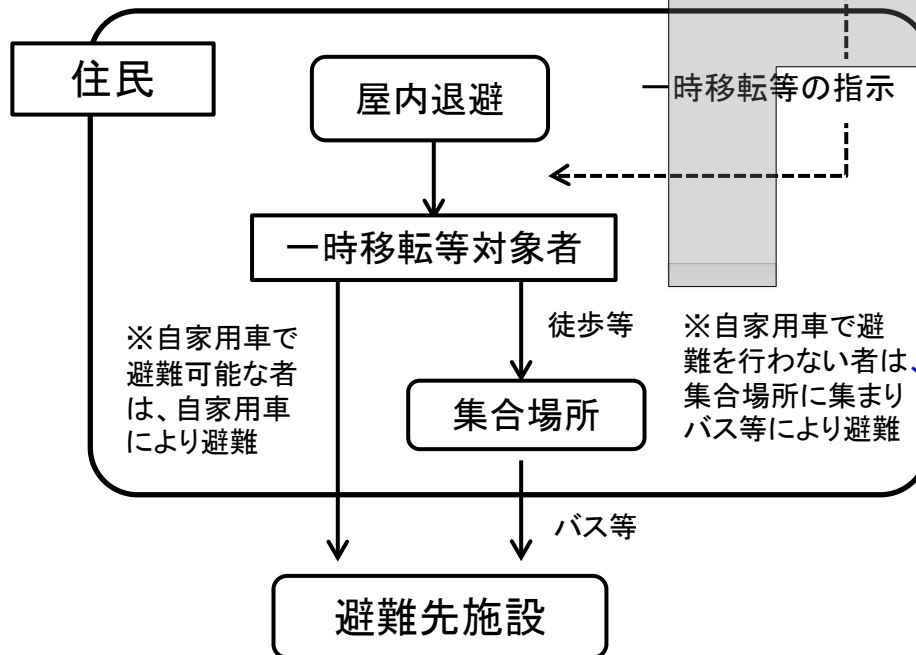 住民
屋内退避
一時移転等の指示
一時移転等対象者
※自家用車で
避難可能な者
は、自家用車
により避難
徒歩等
※自家用車で避
難を行わない者は、
集合場所に集まり
バス等により避難
集合場所
バス等
避難先施設